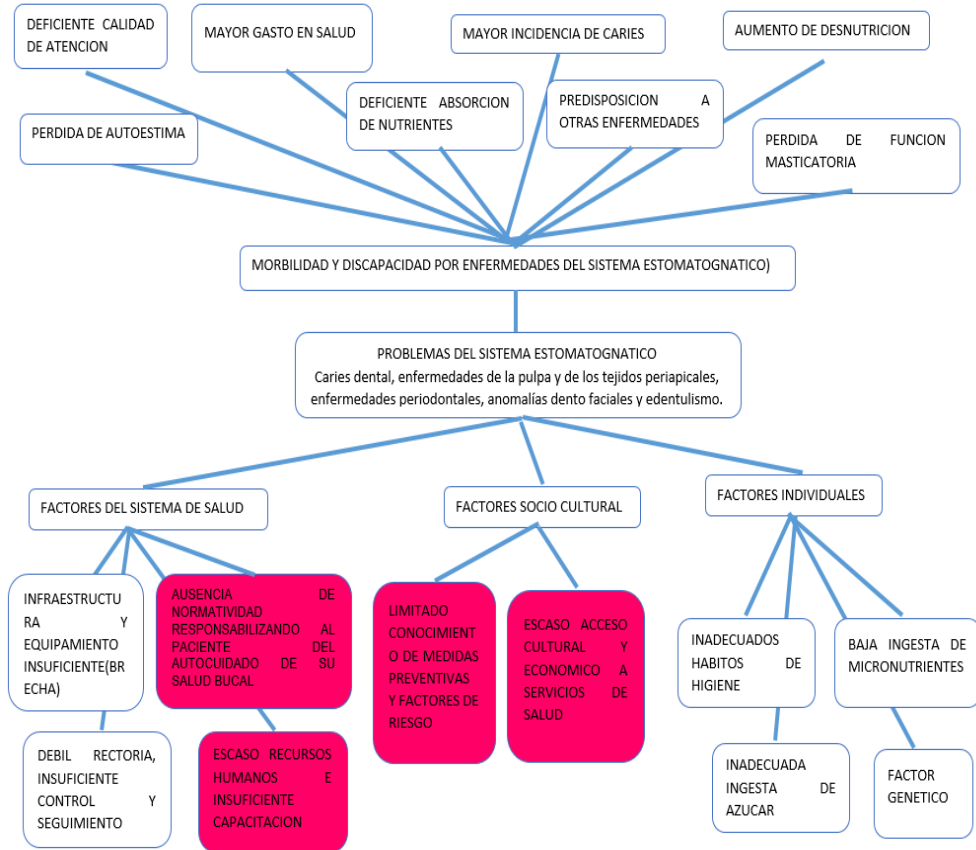 DEFICIENTE CALIDAD
DE ATENCION
MAYOR GASTO EN SALUD
MAYOR INCIDENCIA DE CARIES
AUMENTO DE DESNUTRICION
PERDIDA DE AUTOESTIMA
DEFICIENTE ABSORCION
DE NUTRIENTES
PREDISPOSICION A
OTRAS ENFERMEDADES
PERDIDA DE FUNCION
MASTICATORIA
MORBILIDAD Y DISCAPACIDAD POR ENFERMEDADES DEL SISTEMA ESTOMATOGNATICO)
PROBLEMAS DEL SISTEMA ESTOMATOGNATICO
Caries dental, enfermedades de la pulpa y de los tejidos periapicales,
enfermedades periodontales, anomalías dento faciales y edentulismo.
FACTORES DEL SISTEMA DE SALUD
FACTORES SOCIO CULTURAL
FACTORES INDIVIDUALES
INFRAESTRUCTU
RA Y
EQUIPAMIENTO
INSUFICIENTE(BR
ECHA)
AUSENCIA DE
NORMATIVIDAD
RESPONSABILIZANDO AL
PACIENTE DEL
AUTOCUIDADO DE SU
SALUD BUCAL
LIMITADO
CONOCIMIENT
O DE MEDIDAS
PREVENTIVAS
Y FACTORES DE
RIESGO
ESCASO ACCESO
CULTURAL Y
ECONOMICO A
SERVICIOS DE
SALUD
INADECUADOS
HABITOS DE
HIGIENE
BAJA INGESTA DE
MICRONUTRIENTES
DEBIL RECTORIA,
INSUFICIENTE
CONTROL Y
SEGUIMIENTO
ESCASO RECURSOS
HUMANOS E
INSUFICIENTE
CAPACITACION
INADECUADA
INGESTA DE
AZUCAR
FACTOR
GENETICO